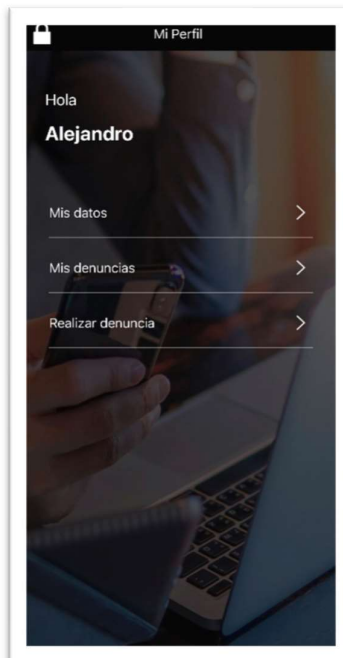 Mi Perfil
Hola
Alejandro
Mis datos
Mis denuncias
Realizar denuncia